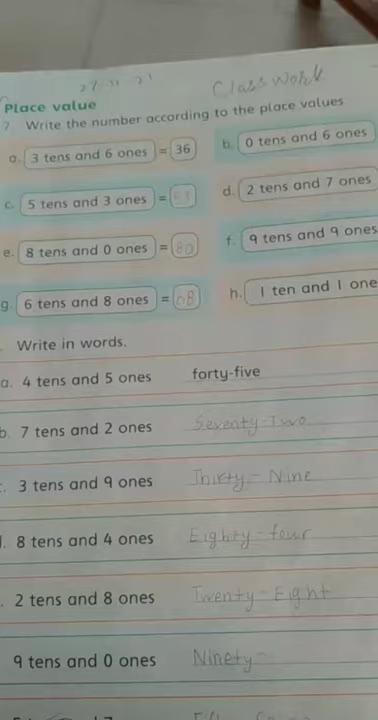 27 11 21
Class Work
Place value
7 Write the number according to the place values
a. 3 tens and 6 ones = 36 b. 0 tens and 6 ones
c. 5 tens and 3 ones = 53 d. 2 tens and 7 ones
e. 8 tens and 0 ones = 80 f. 9 tens and 9 ones
g. 6 tens and 8 ones = 68 h. 1 ten and 1 one
Write in words.
a. 4 tens and 5 ones forty-five
b. 7 tens and 2 ones Seventy-Two
3 tens and 9 ones Thirty-Nine
8 tens and 4 ones Eighty-four
2 tens and 8 ones Twenty-Eight
9 tens and 0 ones Ninety-